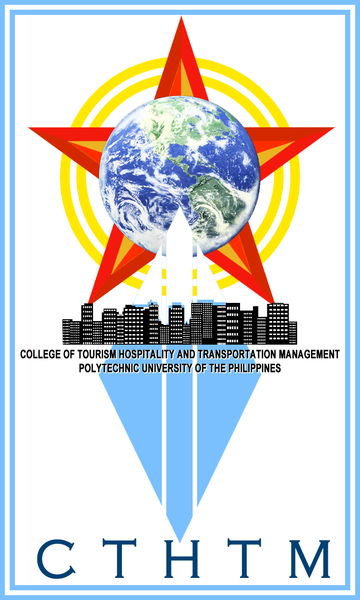 COLLEGE OF TOURISM HOSPITALITY AND TRANSPORTATION MANAGEMENT
POLYTECHNIC UNIVERSITY OF THE PHILIPPINES
CTHTM